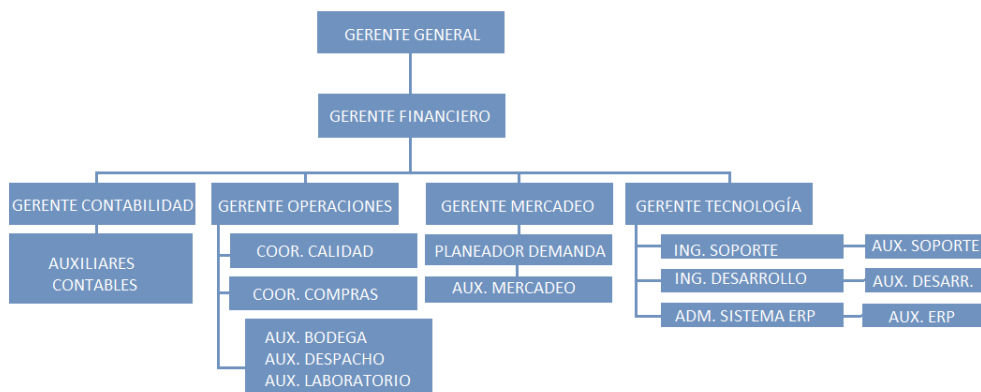 GERENTE GENERAL
GERENTE FINANCIERO
GERENTE CONTABILIDAD
GERENTE OPERACIONES
GERENTE MERCADEO
GERENTE TECNOLOGÍA
AUXILIARES
CONTABLES
COOR. CALIDAD
COOR. COMPRAS
AUX. BODEGA
AUX. DESPACHO
AUX. LABORATORIO
PLANEADOR DEMANDA
AUX. MERCADEO
ING. SOPORTE
AUX. SOPORTE
ING. DESARROLLO
AUX. DESARR.
ADM. SISTEMA ERP
AUX. ERP